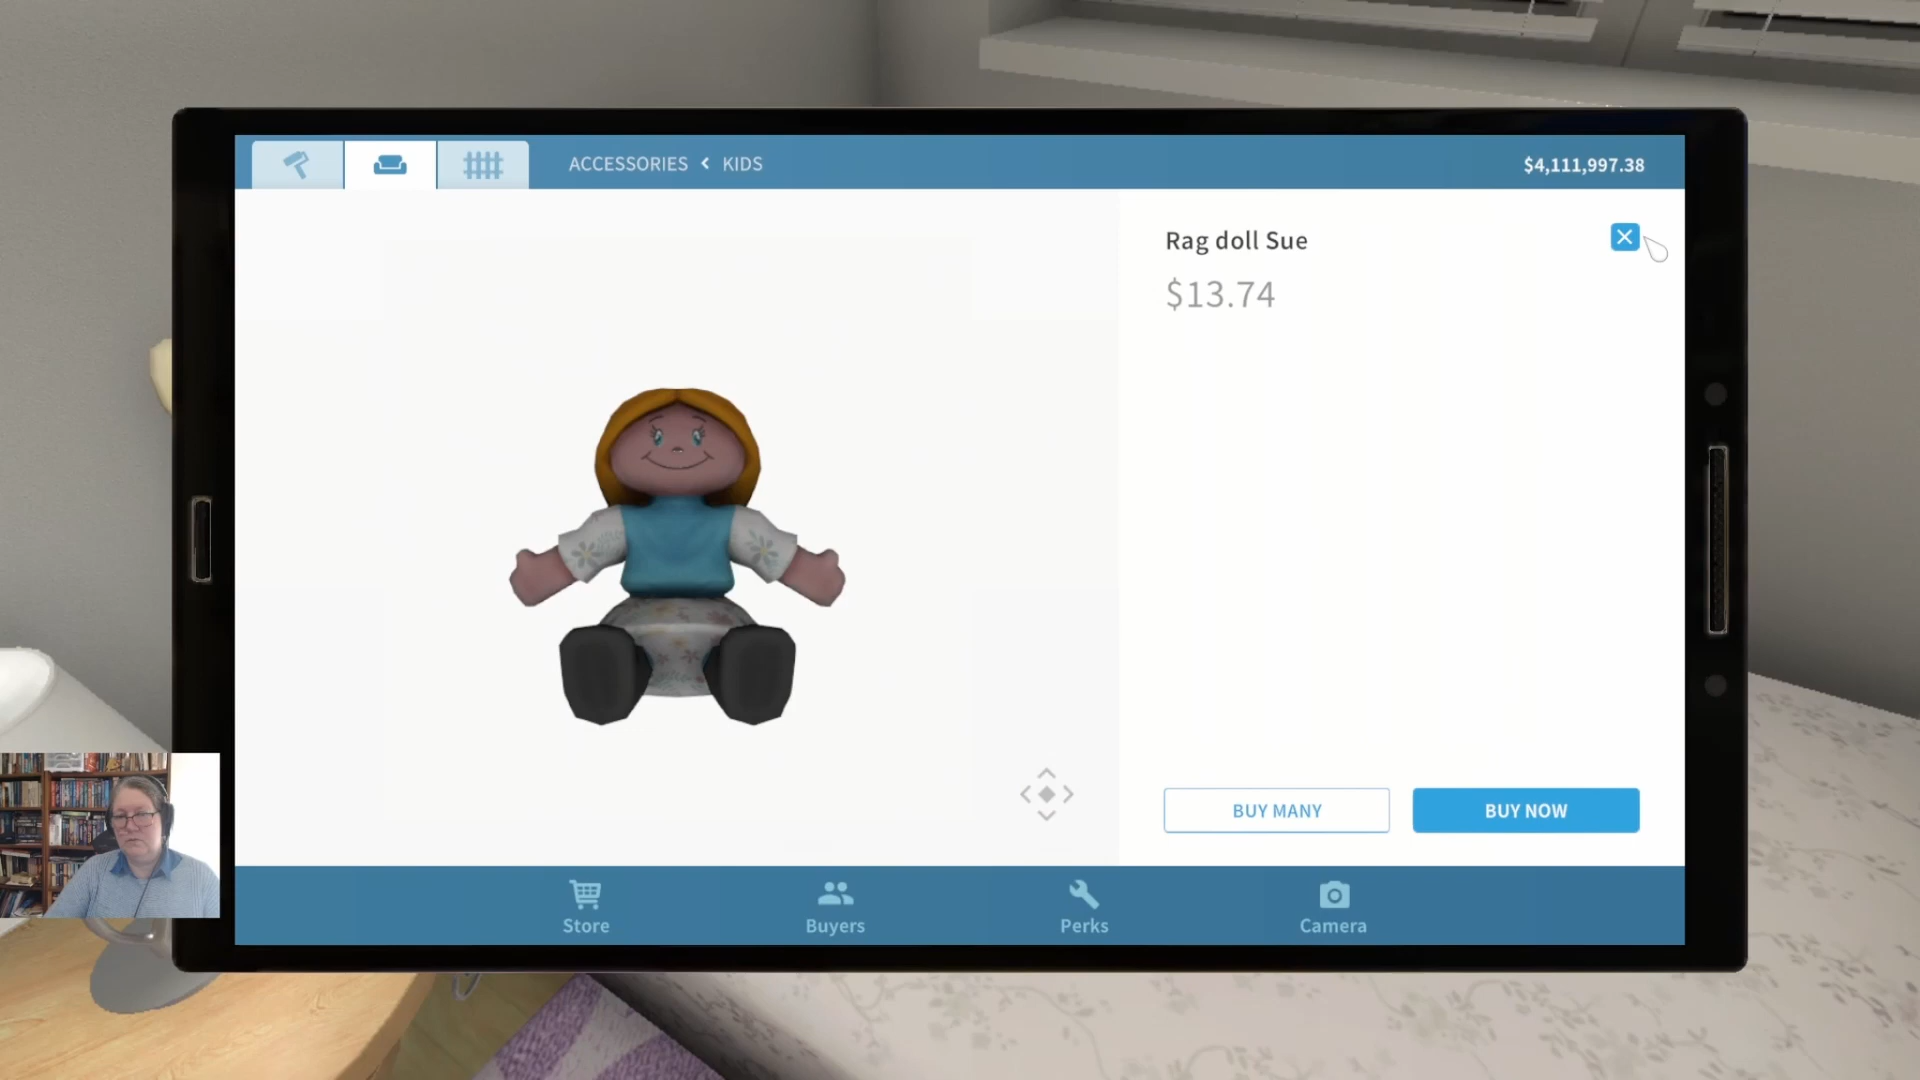 ACCESSORIES < KIDS
$4,111,997.38
Rag doll Sue
$13.74
BUY MANY
BUY NOW
Store
Buyers
Perks
Camera